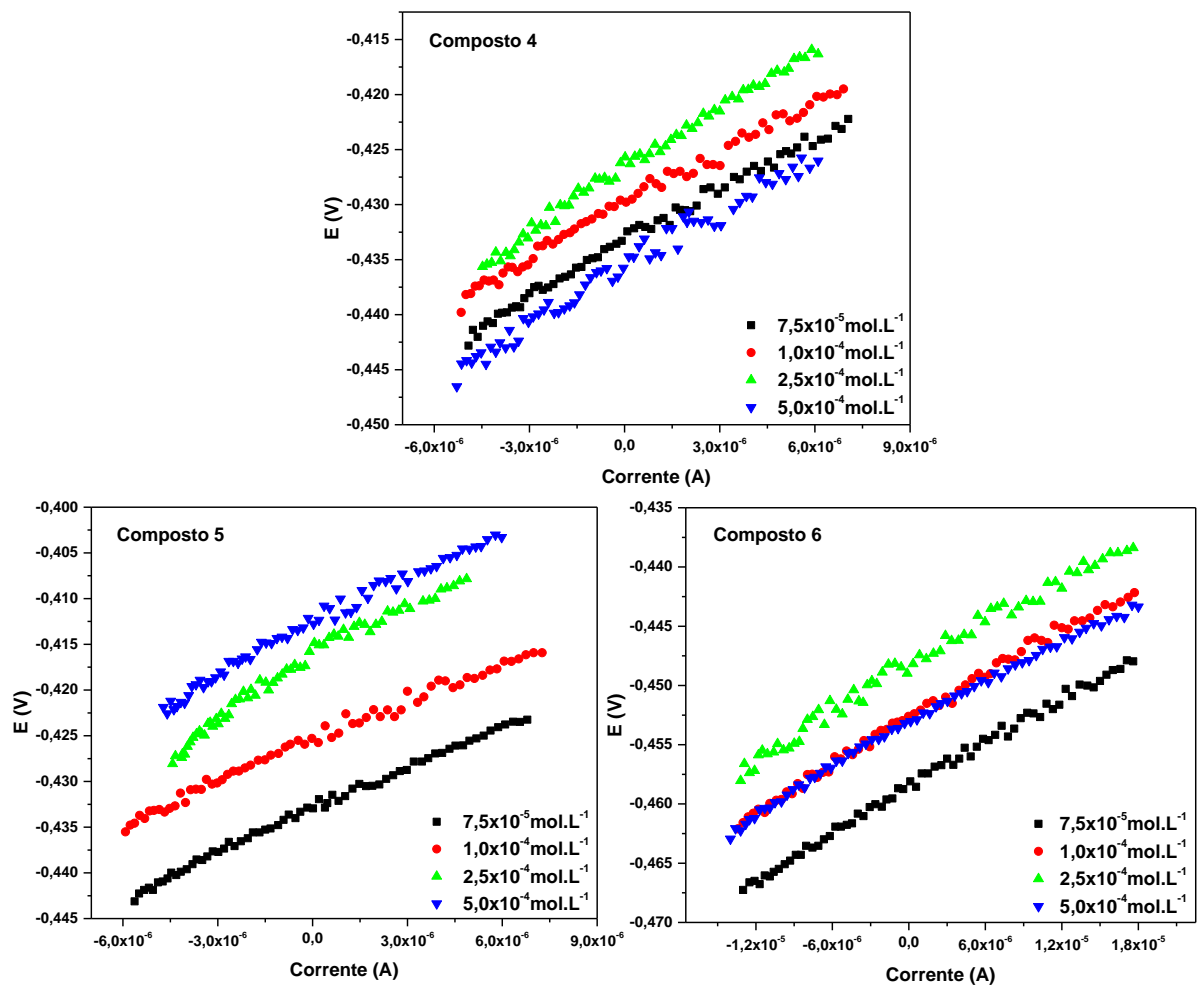 Composto 4
E (V)
-0,415
-0,420
-0,425
-0,430
-0,435
-0,440
-0,445
-0,450
7,5x10⁻⁵mol.L⁻¹
1,0x10⁻⁴mol.L⁻¹
2,5x10⁻⁴mol.L⁻¹
5,0x10⁻⁴mol.L⁻¹
-6,0x10⁻⁶ -3,0x10⁻⁶ 0,0 3,0x10⁻⁶ 6,0x10⁻⁶ 9,0x10⁻⁶
Corrente (A)
Composto 5
E (V)
-0,400
-0,405
-0,410
-0,415
-0,420
-0,425
-0,430
-0,435
-0,440
-0,445
7,5x10⁻⁵mol.L⁻¹
1,0x10⁻⁴mol.L⁻¹
2,5x10⁻⁴mol.L⁻¹
5,0x10⁻⁴mol.L⁻¹
-6,0x10⁻⁶ -3,0x10⁻⁶ 0,0 3,0x10⁻⁶ 6,0x10⁻⁶ 9,0x10⁻⁶
Corrente (A)
Composto 6
E (V)
-0,435
-0,440
-0,445
-0,450
-0,455
-0,460
-0,465
-0,470
7,5x10⁻⁵mol.L⁻¹
1,0x10⁻⁴mol.L⁻¹
2,5x10⁻⁴mol.L⁻¹
5,0x10⁻⁴mol.L⁻¹
-1,2x10⁻⁵ -6,0x10⁻⁶ 0,0 6,0x10⁻⁶ 1,2x10⁻⁵ 1,8x10⁻⁵
Corrente (A)